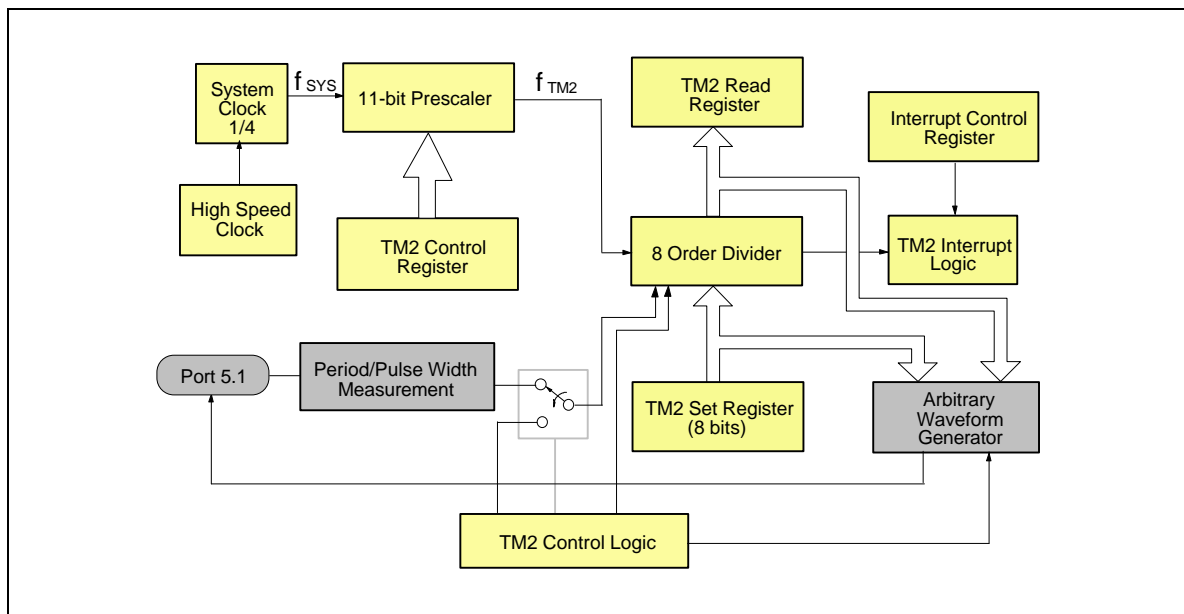 System
Clock
1/4
f SYS
11-bit Prescaler
f TM2
TM2 Read
Register
Interrupt Control
Register
High Speed
Clock
TM2 Control
Register
8 Order Divider
TM2 Interrupt
Logic
Port 5.1
Period/Pulse Width
Measurement
TM2 Set Register
(8 bits)
Arbitrary
Waveform
Generator
TM2 Control Logic